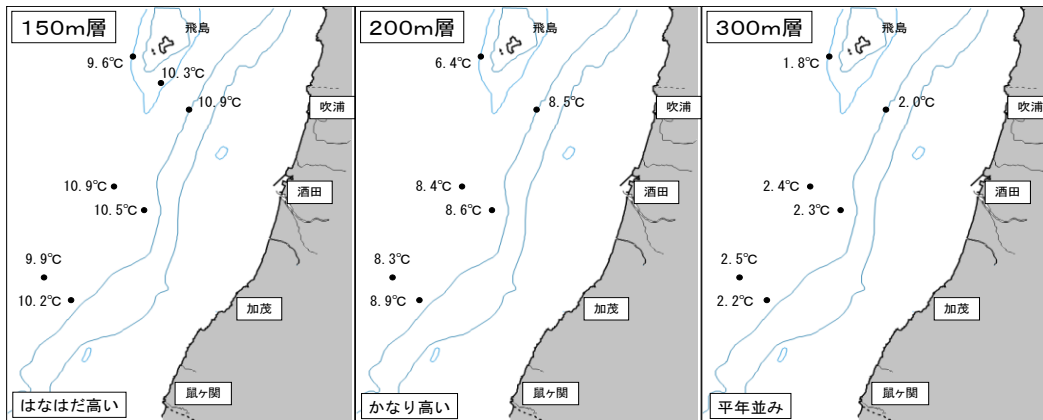 150m層
飛島
9.6℃
10.3℃
10.9℃
吹浦
10.9℃
10.5℃
酒田
9.9℃
10.2℃
加茂
鼠ヶ関
はなはだ高い
200m層
飛島
6.4℃
8.5℃
吹浦
8.4℃
8.6℃
酒田
8.3℃
8.9℃
加茂
鼠ヶ関
かなり高い
300m層
飛島
1.8℃
2.0℃
吹浦
2.4℃
2.3℃
酒田
2.5℃
2.2℃
加茂
鼠ヶ関
平年並み